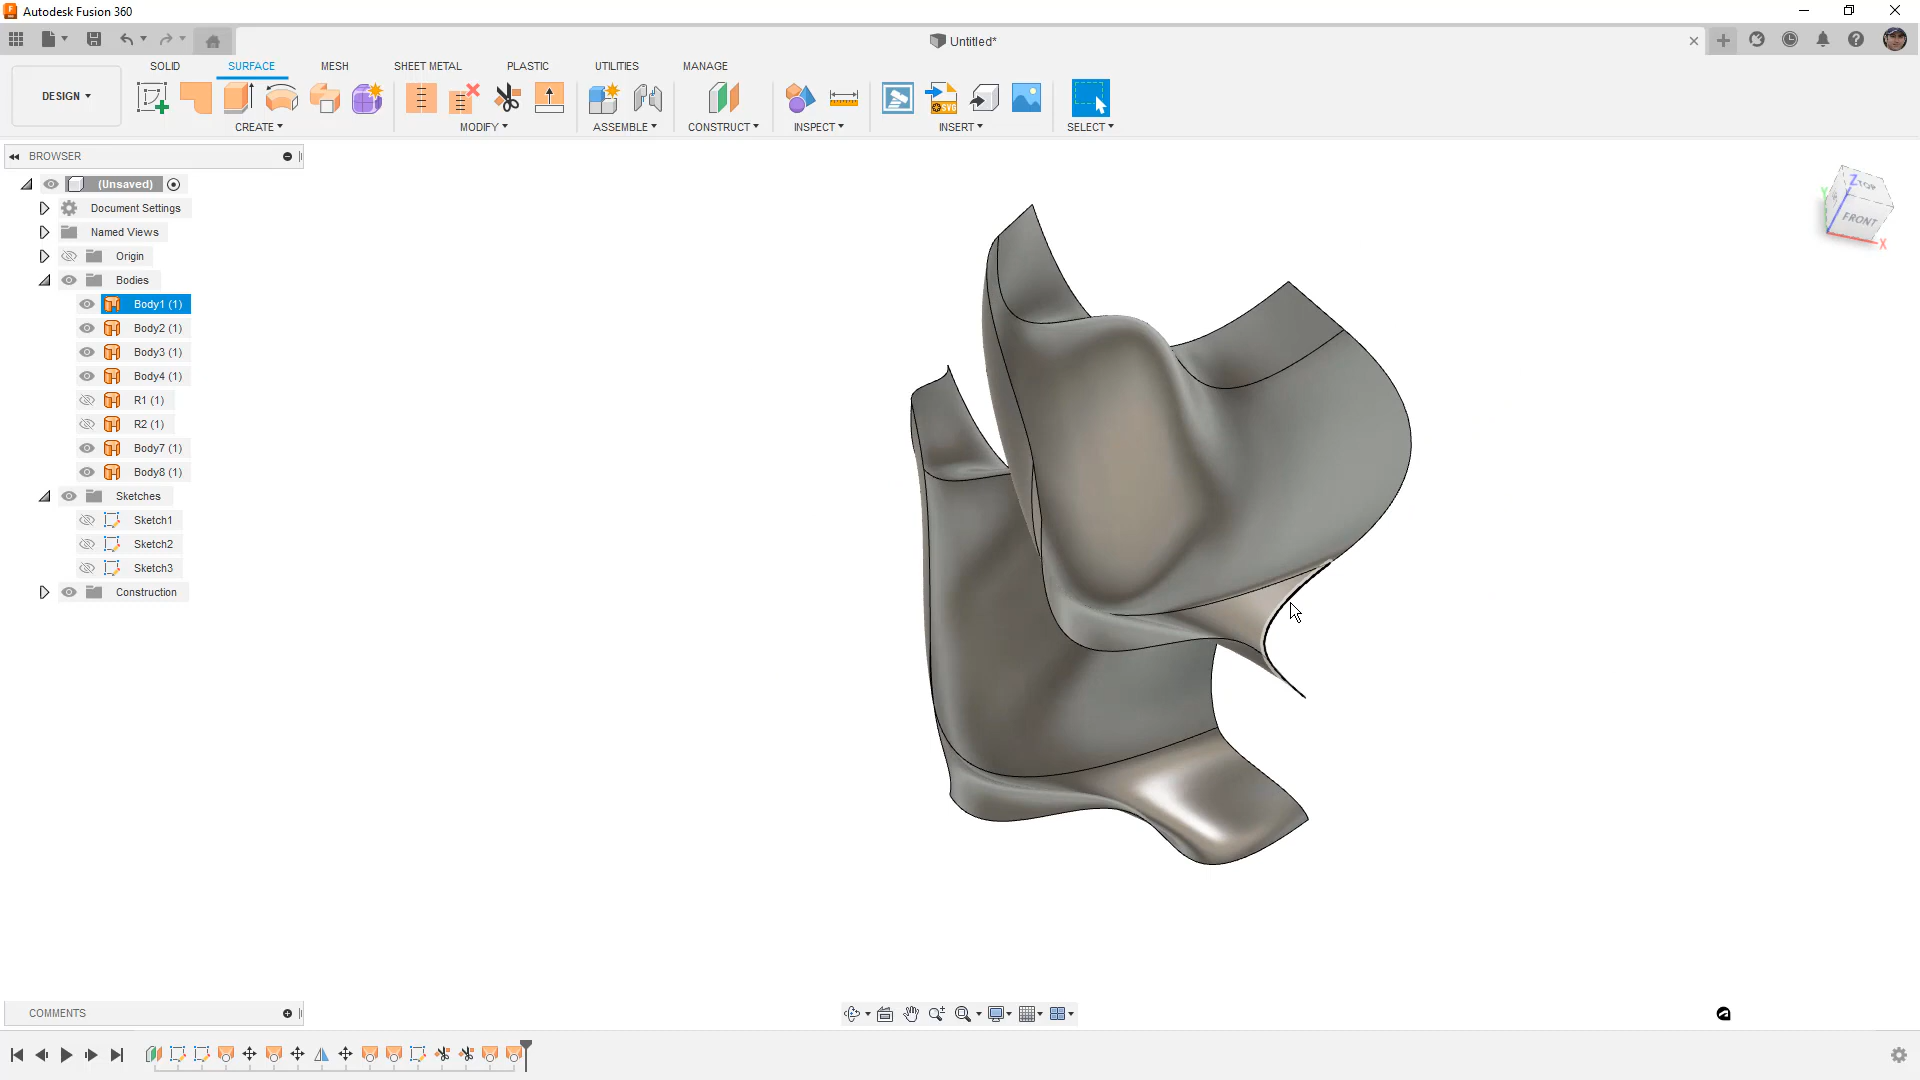 Autodesk Fusion 360
Untitled*
DESIGN
SOLID SURFACE MESH SHEET METAL PLASTIC UTILITIES MANAGE
CREATE MODIFY ASSEMBLE CONSTRUCT INSPECT INSERT SELECT
SVG
BROWSER
(Unsaved)
Document Settings
Named Views
Origin
Bodies
Body1 (1)
Body2 (1)
Body3 (1)
Body4 (1)
R1 (1)
R2 (1)
Body7 (1)
Body8 (1)
Sketches
Sketch1
Sketch2
Sketch3
Construction
Z TOP
Y
FRONT
X
COMMENTS